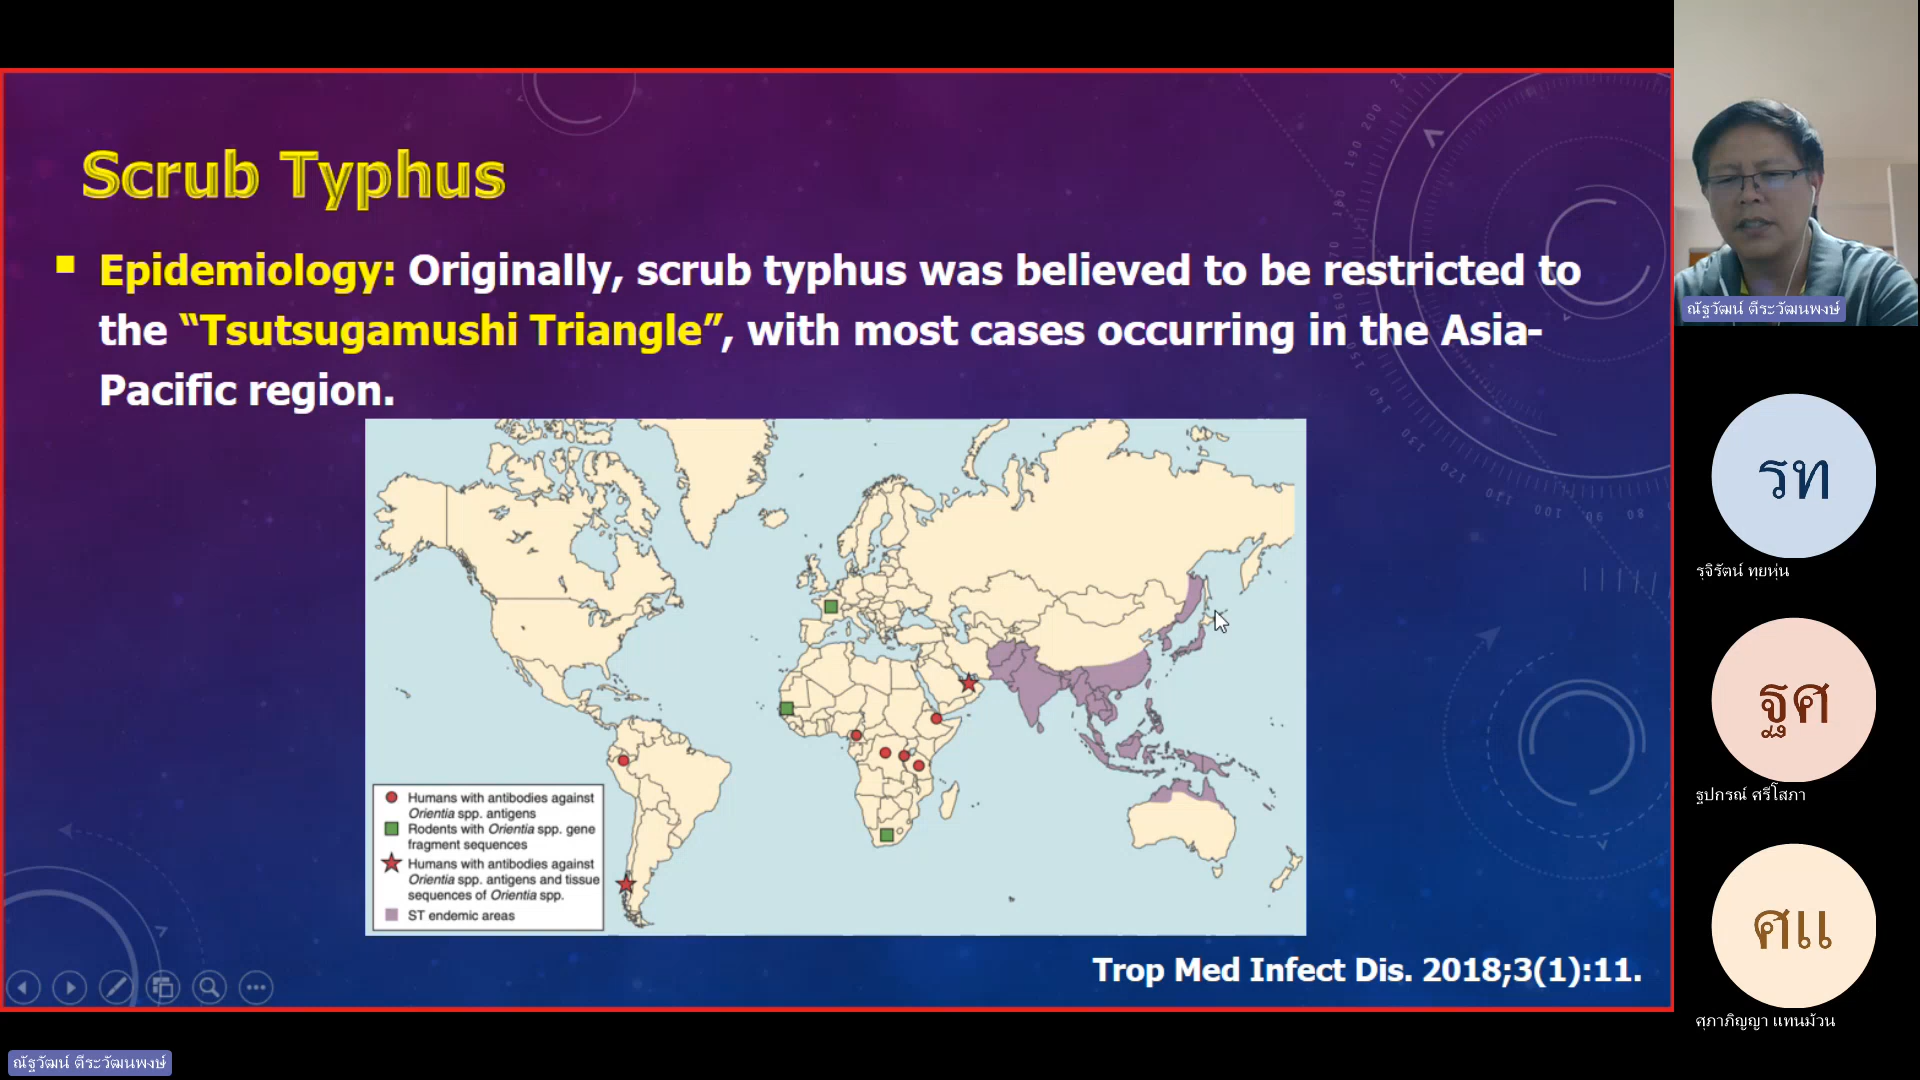 Scrub Typhus
Epidemiology: Originally, scrub typhus was believed to be restricted to
the “Tsutsugamushi Triangle”, with most cases occurring in the Asia-
Pacific region.
Humans with antibodies against
Orientia spp. antigens
Rodents with Orientia spp. gene
fragment sequences
Humans with antibodies against
Orientia spp. antigens and tissue
sequences of Orientia spp.
ST endemic areas
Trop Med Infect Dis. 2018;3(1):11.
ณัฐวัฒน์ ตีระวัฒนพงษ์
รท
รุจิรัตน์ ทุยหุ่น
ฐศ
ฐปกรณ์ ศรีโสภา
ศแ
ศุภาภิญญา แทนม้วน
ณัฐวัฒน์ ตีระวัฒนพงษ์